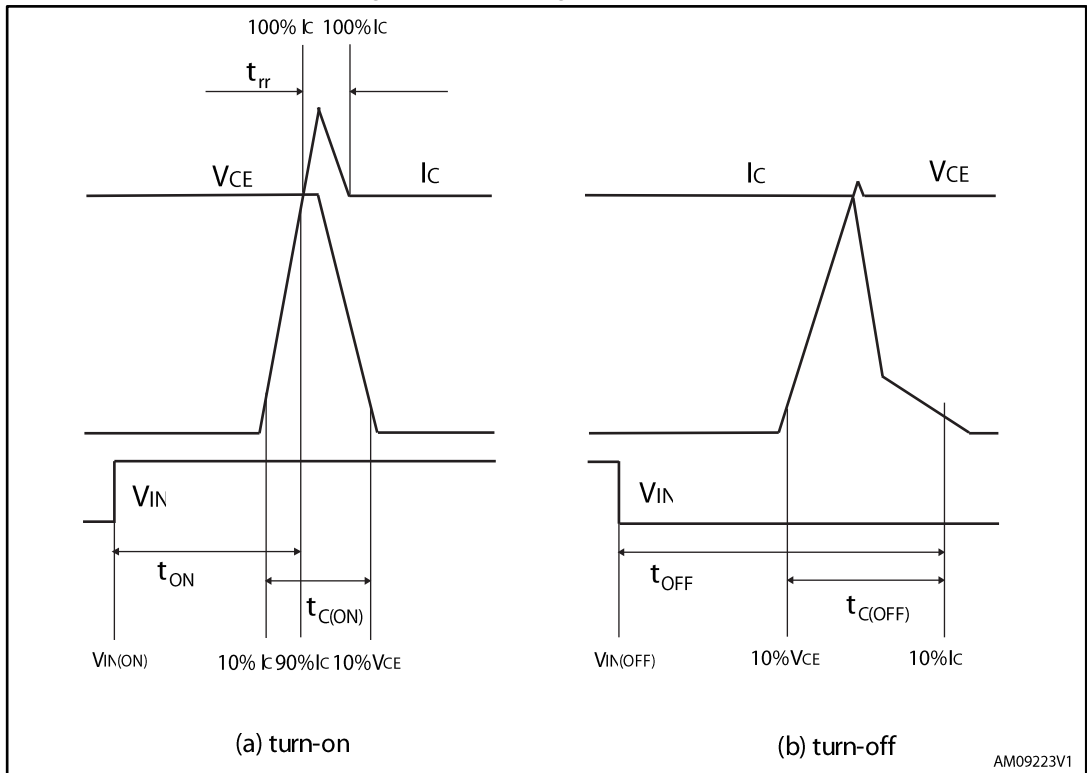 100% IC 100% IC
trr
VCE
IC
IC
VCE
VIN
VIN
tON
tC(ON)
tOFF
tC(OFF)
VIN(ON)
10% IC 90% IC 10% VCE
VIN(OFF)
10% VCE
10% IC
(a) turn-on
(b) turn-off
AM09223V1